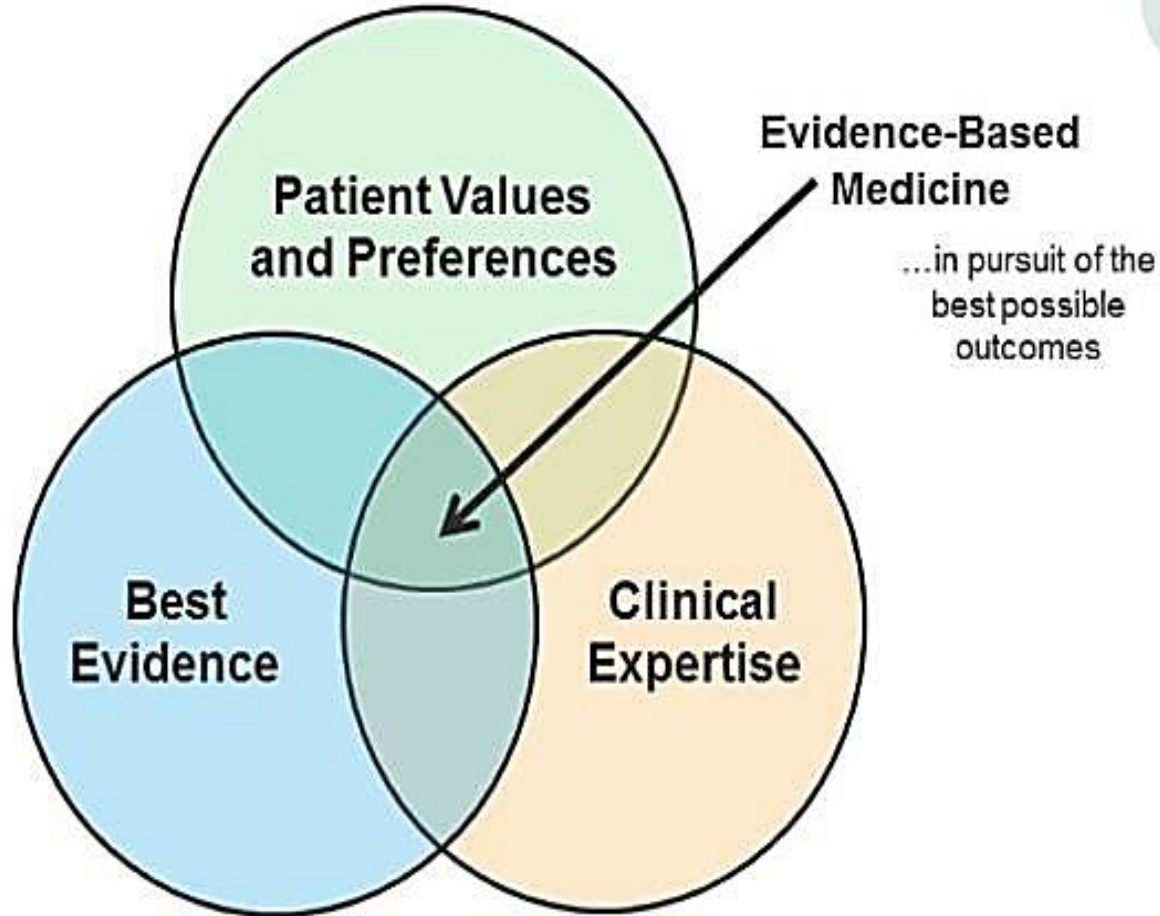 Patient Values
and Preferences
Evidence-Based
Medicine
...in pursuit of the
best possible
outcomes
Best
Evidence
Clinical
Expertise